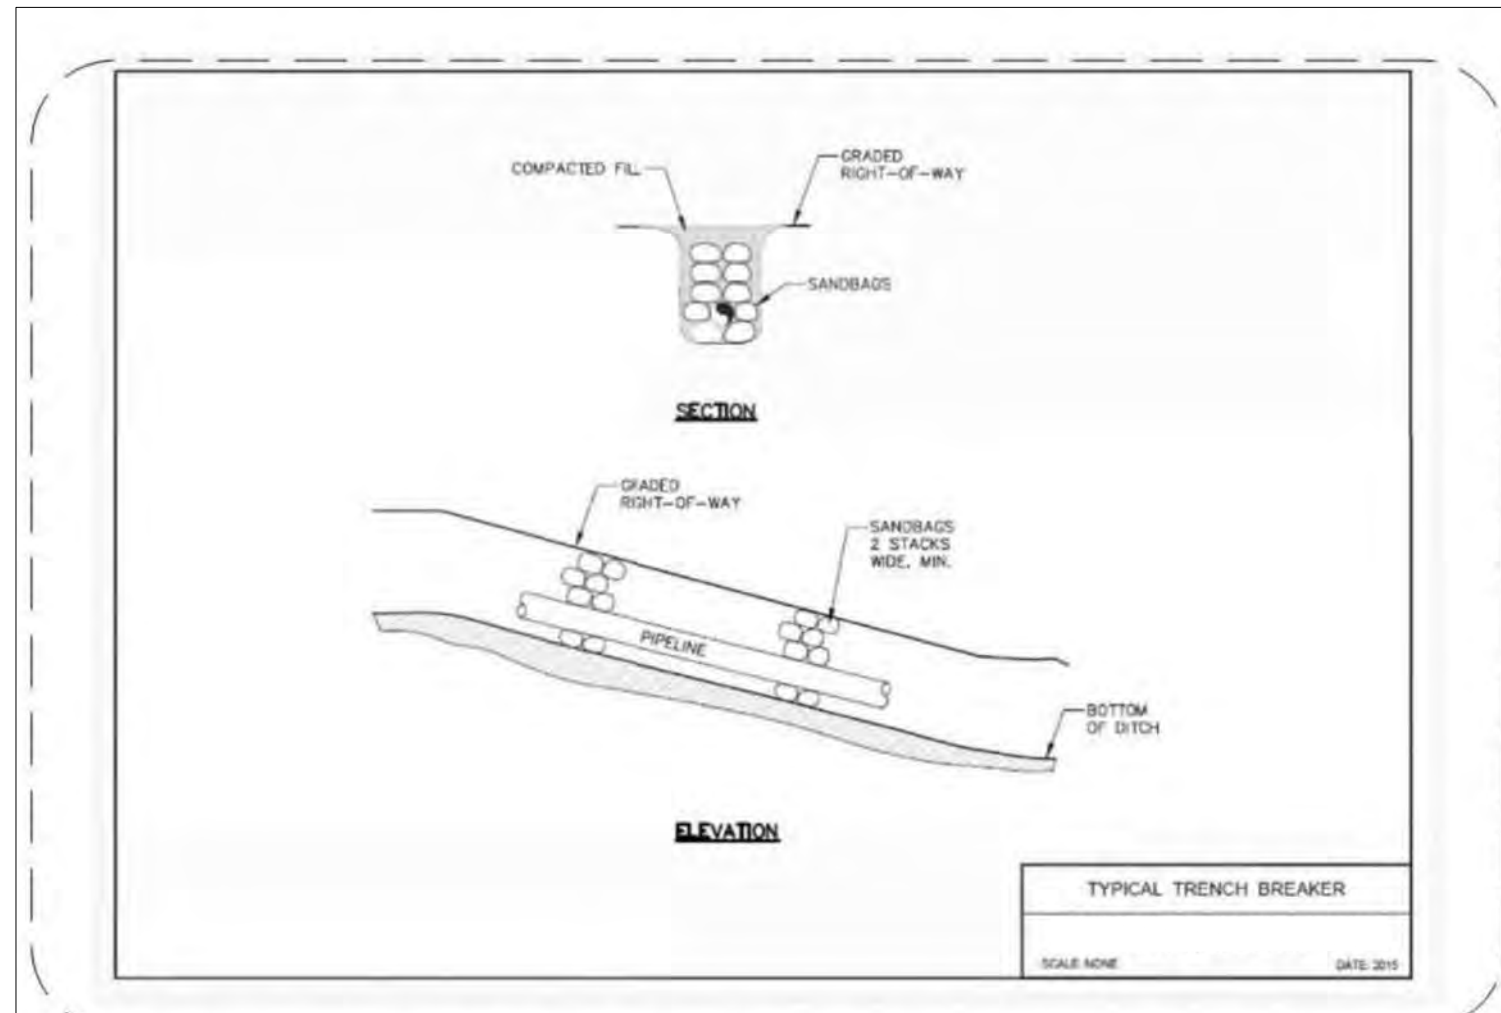 COMPACTED FILL
GRADED
RIGHT-OF-WAY
SANDBAGS
SECTION
GRADED
RIGHT-OF-WAY
SANDBAGS
2 STACKS
WIDE, MIN.
PIPELINE
BOTTOM
OF DITCH
ELEVATION
TYPICAL TRENCH BREAKER
SCALE: NONE
DATE: 2015